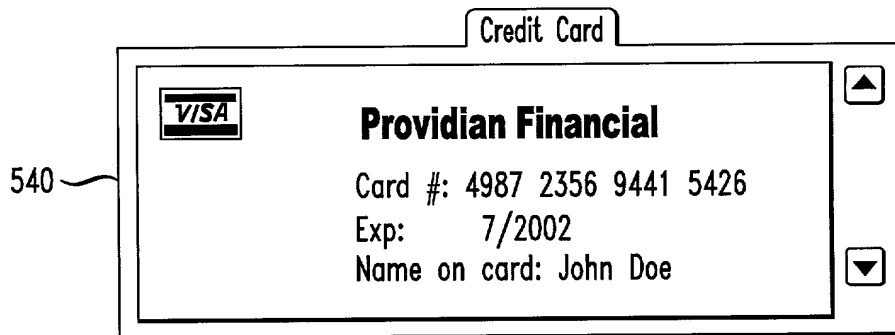 Credit Card
VISA
Providian Financial
540
Card #: 4987 2356 9441 5426
Exp: 7/2002
Name on card: John Doe